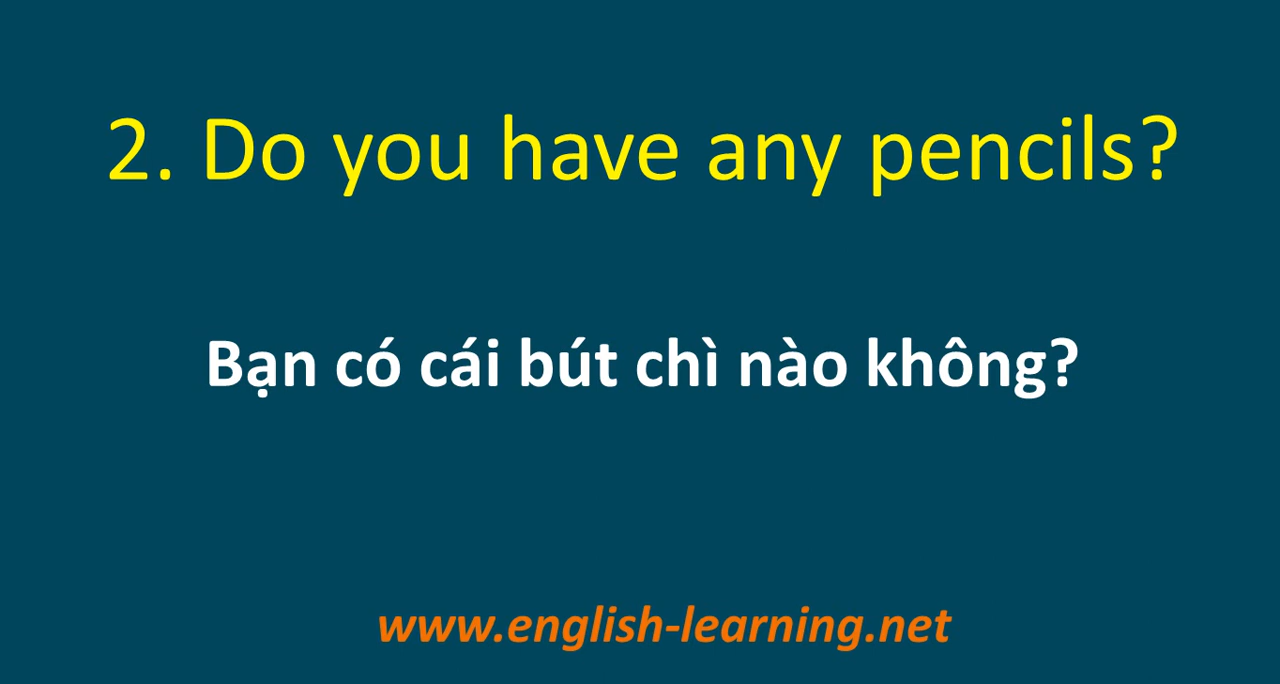 2. Do you have any pencils?
Bạn có cái bút chì nào không?
www.english-learning.net